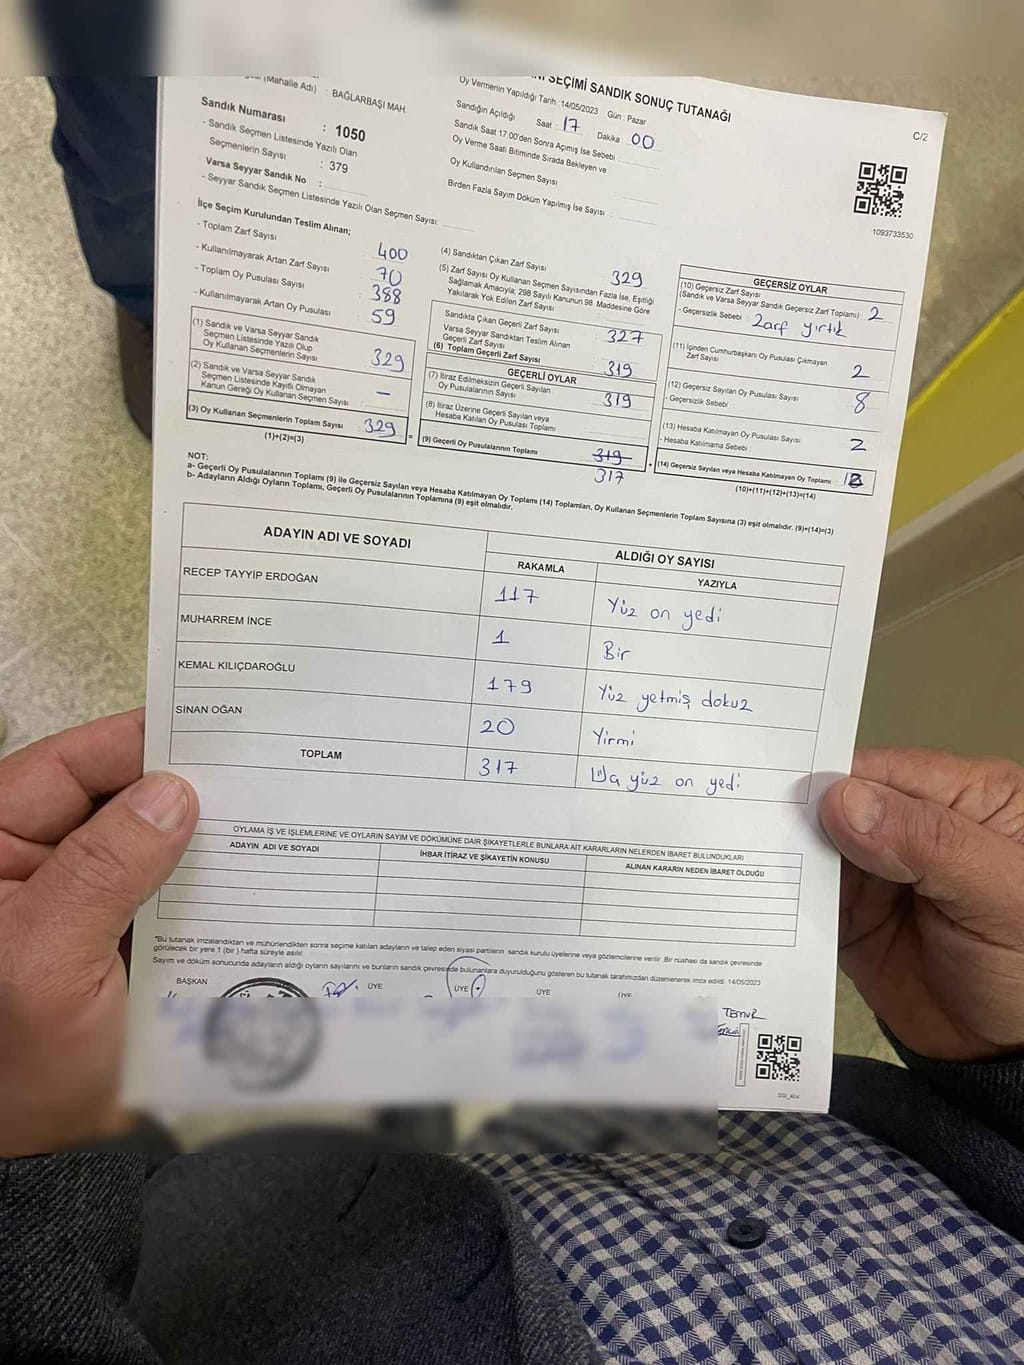 SEÇİMİ SANDIK SONUÇ TUTANAĞI
C/2
(Mahalle Adı) : BAĞLARBAŞI MAH.
Sandık Numarası : 1050
- Sandık Seçmen Listesinde Yazılı Olan
Seçmenlerin Sayısı : 379
Varsa Seyyar Sandık No :
- Seyyar Sandık Seçmen Listesinde Yazılı Olan Seçmen Sayısı:
Oy Vermenin Yapıldığı Tarih : 14/05/2023 Gün : Pazar
Sandığın Açıldığı Saat : 17 Dakika : 00
Sandık Saat 17:00'den Sonra Açımış İse Sebebi :
Oy Verme Saati Bitiminde Sırada Bekleyen ve
Oy Kullandırılan Seçmen Sayısı :
Birden Fazla Sayım Döküm Yapılmış İse Sayısı :
1093733530
İlçe Seçim Kurulundan Teslim Alınan;
- Toplam Zarf Sayısı : 400
- Kullanılmayarak Artan Zarf Sayısı : 70
- Toplam Oy Pusulası Sayısı : 388
- Kullanılmayarak Artan Oy Pusulası : 59
(1) Sandık ve Varsa Seyyar Sandık
Seçmen Listesinde Yazılı Olup
Oy Kullanan Seçmenlerin Sayısı : 329
(2) Sandık ve Varsa Seyyar Sandık
Seçmen Listesinde Kayıtlı Olmayan
Kanun Gereği Oy Kullanan Seçmen Sayısı : —
(3) Oy Kullanan Seçmenlerin Toplam Sayısı : 329
(1)+(2)=(3)
(4) Sandıktan Çıkan Zarf Sayısı : 329
(5) Zarf Sayısı Oy Kullanan Seçmen Sayısından Fazla İse, Eşitliği
Sağlamak Amacıyla; 298 Sayılı Kanunun 98. Maddesine Göre
Yakılarak Yok Edilen Zarf Sayısı :
Sandıkta Çıkan Geçerli Zarf Sayısı : 327
Varsa Seyyar Sandıktan Teslim Alınan
Geçerli Zarf Sayısı
(6) Toplam Geçerli Zarf Sayısı : 319
GEÇERLİ OYLAR
(7) İtiraz Edilmeksizin Geçerli Sayılan
Oy Pusulalarının Sayısı : 319
(8) İtiraz Üzerine Geçerli Sayılan veya
Hesaba Katılan Oy Pusulası Toplamı :
(9) Geçerli Oy Pusulalarının Toplamı : 319
317
GEÇERSİZ OYLAR
(10) Geçersiz Zarf Sayısı
(Sandık ve Varsa Seyyar Sandık Geçersiz Zarf Toplamı) : 2
- Geçersizlik Sebebi : Zarf yırtık
(11) İçinden Cumhurbaşkanı Oy Pusulası Çıkmayan
Zarf Sayısı : 2
(12) Geçersiz Sayılan Oy Pusulası Sayısı : 8
- Geçersizlik Sebebi :
(13) Hesaba Katılmayan Oy Pusulası Sayısı : 2
- Hesaba Katılmama Sebebi :
(14) Geçersiz Sayılan veya Hesaba Katılmayan Oy Toplamı : 12
(10)+(11)+(12)+(13)=(14)
NOT:
a- Geçerli Oy Pusulalarının Toplamı (9) ile Geçersiz Sayılan veya Hesaba Katılmayan Oy Toplamı (14) Toplamları, Oy Kullanan Seçmenlerin Toplam Sayısına (3) eşit olmalıdır. (9)+(14)=(3)
b- Adayların Aldığı Oyların Toplamı, Geçerli Oy Pusulalarının Toplamına (9) eşit olmalıdır.
ADAYIN ADI VE SOYADI ALDIĞI OY SAYISI
RAKAMLA YAZIYLA
RECEP TAYYİP ERDOĞAN 117 Yüz on yedi
MUHARREM İNCE 1 Bir
KEMAL KILIÇDAROĞLU 179 Yüz yetmiş dokuz
SİNAN OĞAN 20 Yirmi
TOPLAM 317 yüz on yedi
OYLAMA İŞ VE İŞLEMLERİNE VE OYLARIN SAYIM VE DÖKÜMÜNE DAİR ŞİKAYETLERLE BUNLARA AİT KARARLARIN NELERDEN İBARET BULUNDUKLARI
ADAYIN ADI VE SOYADI İHBAR İTİRAZ VE ŞİKAYETİN KONUSU ALINAN KARARIN NEDEN İBARET OLDUĞU
*Bu tutanak imzalandıktan ve mühürlendikten sonra seçime katılan adayların ve talep eden siyasi partilerin sandık kurulu üyelerine veya gözlemcilerine verilir. Bir nüshası da sandık çevresinde
görülecek bir yere 1 (bir) hafta süreyle asılır.
Sayım ve döküm sonucunda adayların aldığı oyların sayılarını ve bunların sandık çevresinde bulunanlara duyurulduğunu gösteren bu tutanak tarafımızdan düzenlenerek imza edildi. 14/05/2023
BAŞKAN ÜYE ÜYE ÜYE ÜYE
TEMUR